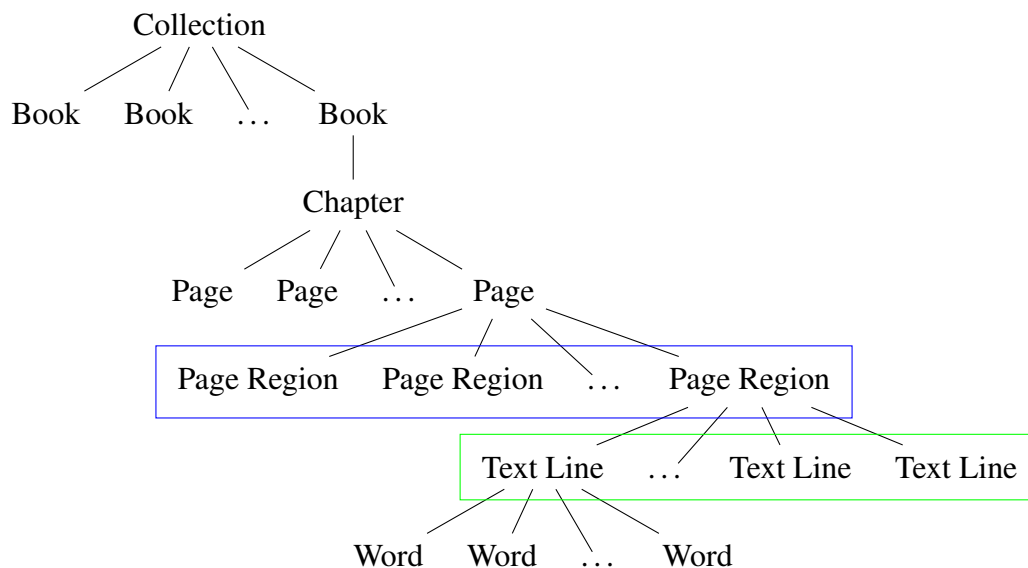 Collection
Book Book ... Book
Chapter
Page Page ... Page
Page Region Page Region ... Page Region
Text Line ... Text Line Text Line
Word Word ... Word